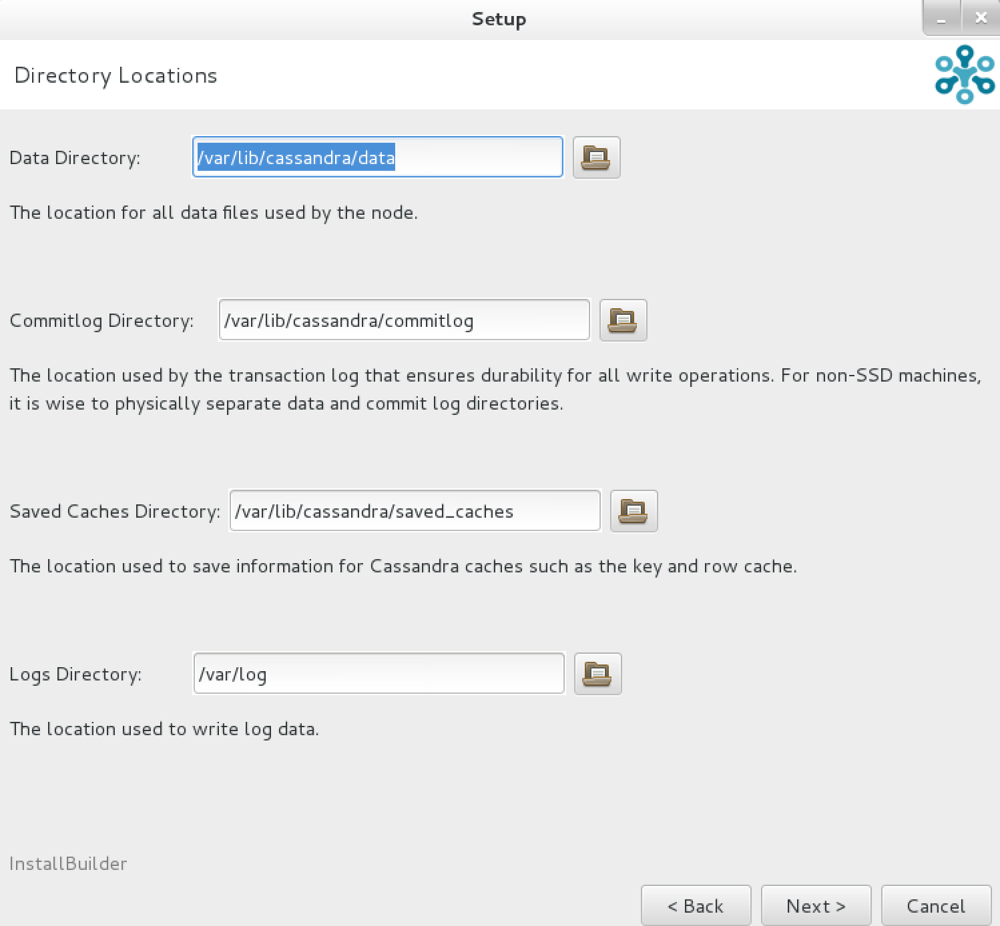 Setup
Directory Locations
Data Directory: /var/lib/cassandra/data
The location for all data files used by the node.
Commitlog Directory: /var/lib/cassandra/commitlog
The location used by the transaction log that ensures durability for all write operations. For non-SSD machines,
it is wise to physically separate data and commit log directories.
Saved Caches Directory: /var/lib/cassandra/saved_caches
The location used to save information for Cassandra caches such as the key and row cache.
Logs Directory: /var/log
The location used to write log data.
InstallBuilder
< Back Next > Cancel